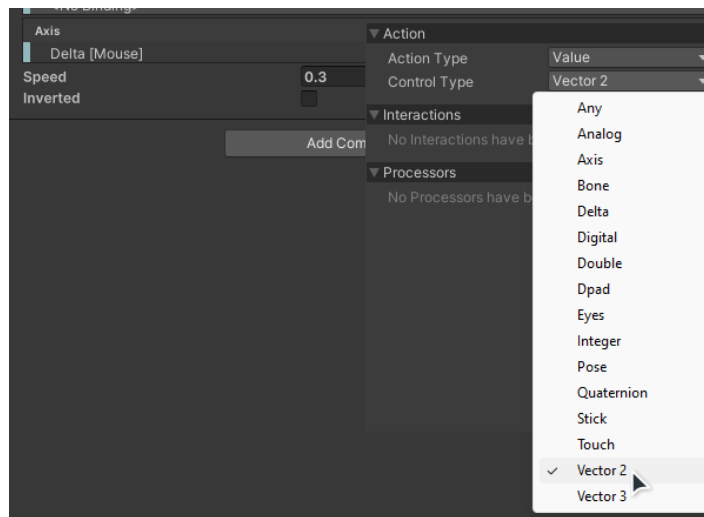 Axis
Delta [Mouse]
Speed 0.3
Inverted
Add Com
Action
Action Type Value
Control Type Vector 2
Interactions
No Interactions have b
Processors
No Processors have b
Any
Analog
Axis
Bone
Delta
Digital
Double
Dpad
Eyes
Integer
Pose
Quaternion
Stick
Touch
Vector 2
Vector 3